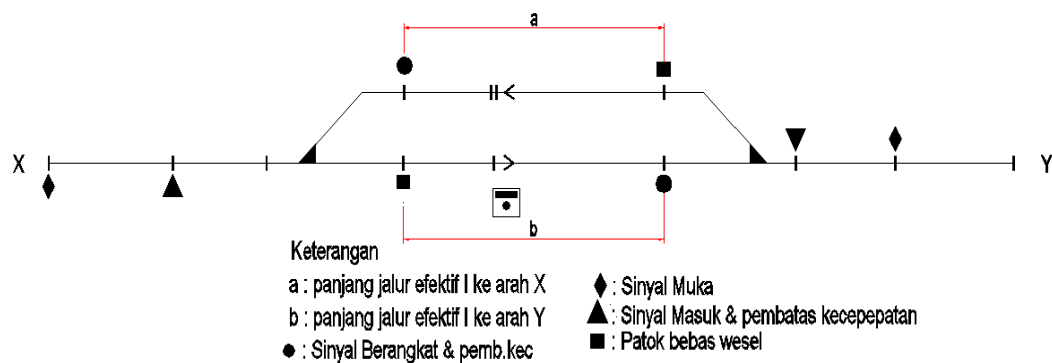 a
X
Y
b
Keterangan
a : panjang jalur efektif I ke arah X
b : panjang jalur efektif I ke arah Y
● : Sinyal Berangkat & pemb.kec
♦ : Sinyal Muka
▲ : Sinyal Masuk & pembatas kecepepatan
■ : Patok bebas wesel